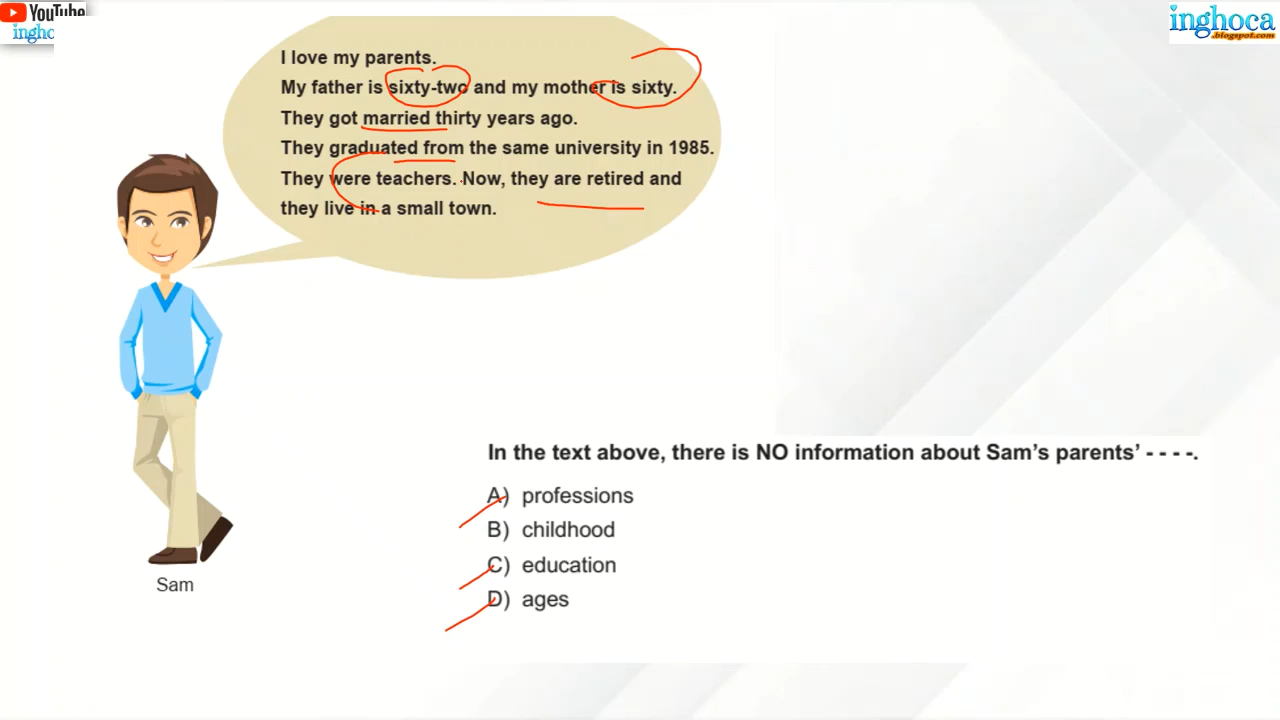 YouTube
inghoca
inghoca
.blogspot.com
I love my parents.
My father is sixty-two and my mother is sixty.
They got married thirty years ago.
They graduated from the same university in 1985.
They were teachers. Now, they are retired and
they live in a small town.
Sam
In the text above, there is NO information about Sam's parents' - - - -.
A) professions
B) childhood
C) education
D) ages